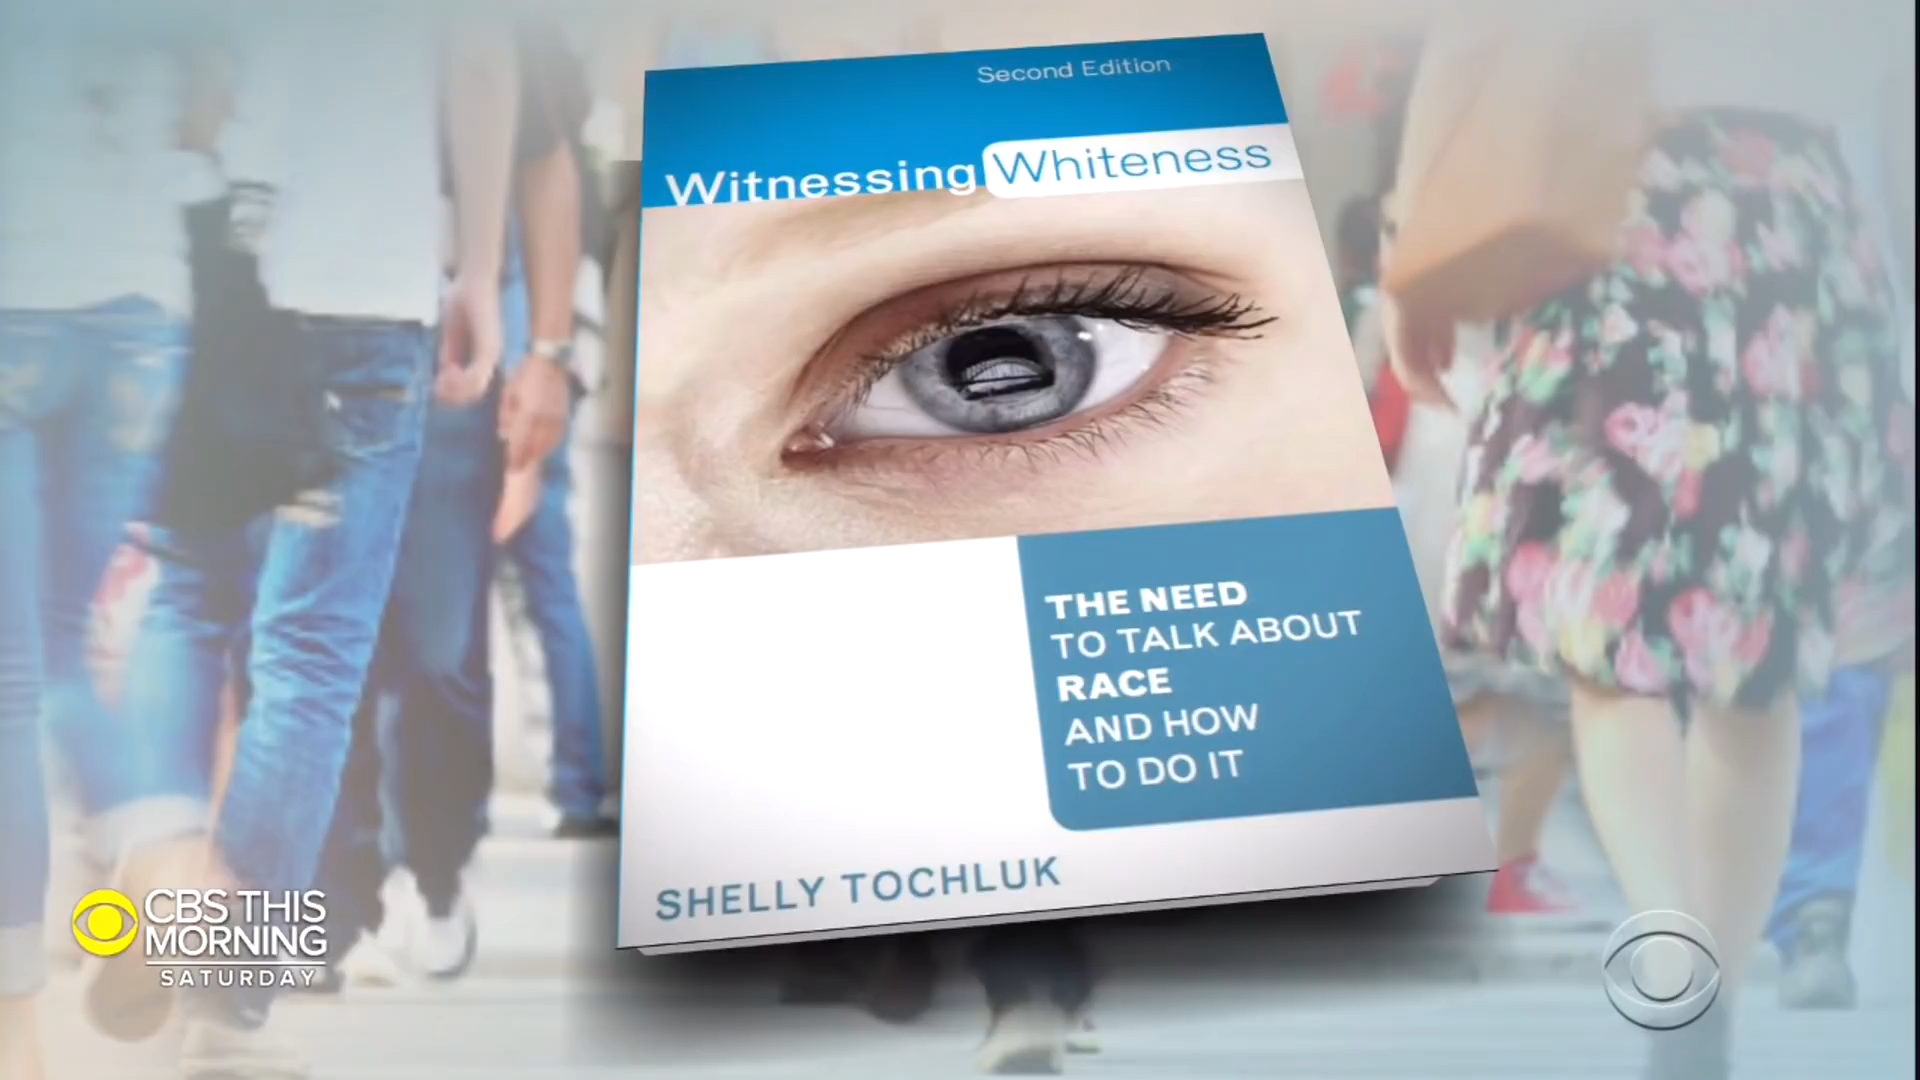 Second Edition
Witnessing Whiteness
THE NEED
TO TALK ABOUT
RACE
AND HOW
TO DO IT
SHELLY TOCHLUK
CBS THIS
MORNING
SATURDAY